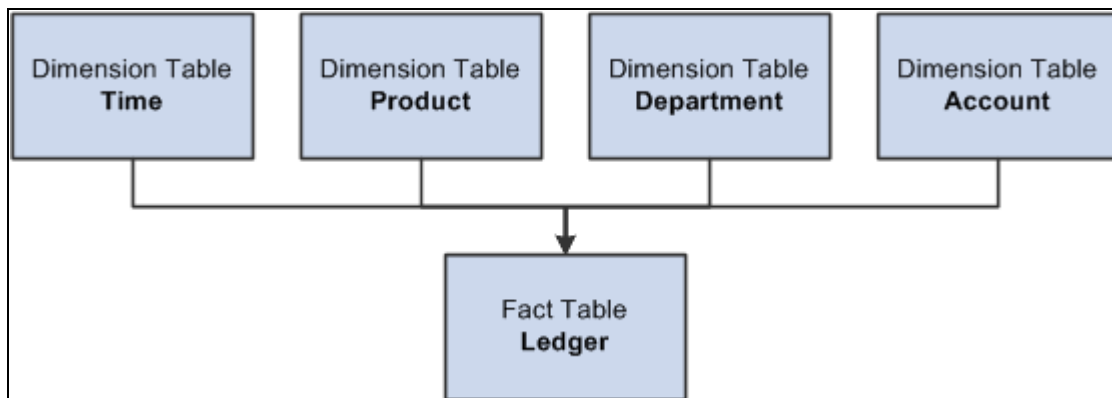 Dimension Table
Time
Dimension Table
Product
Dimension Table
Department
Dimension Table
Account
Fact Table
Ledger